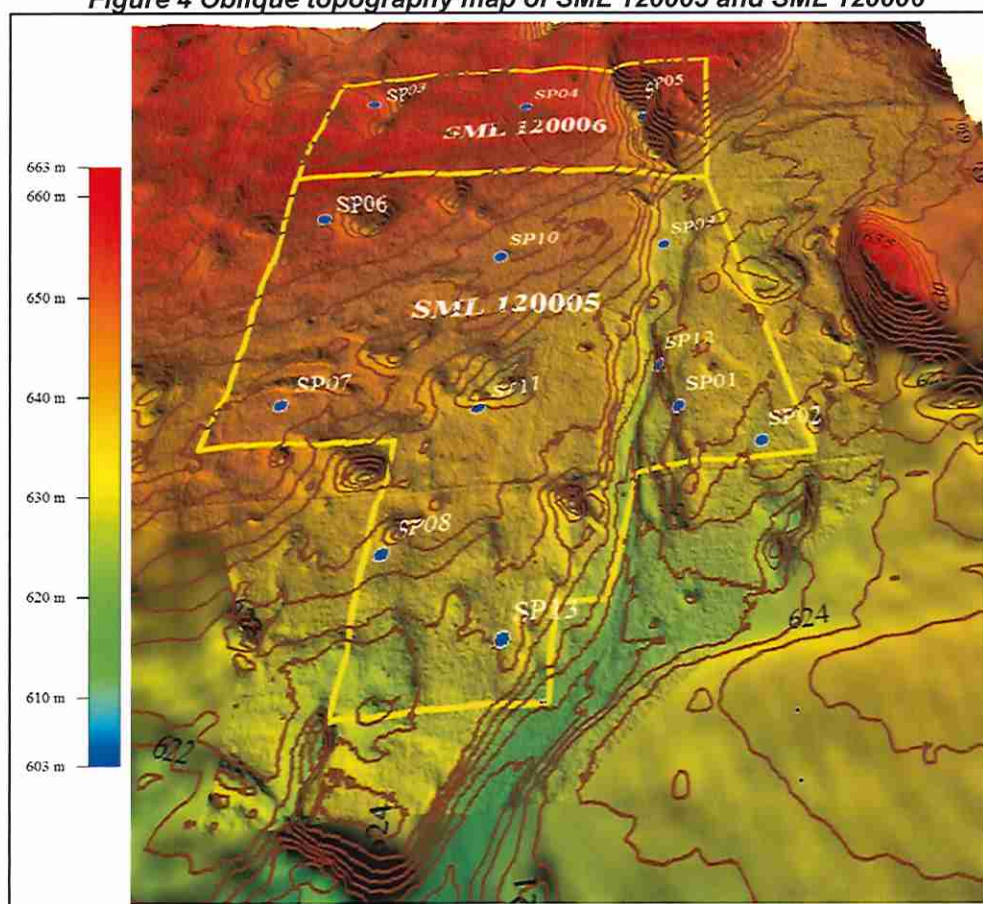 Figure 4 Oblique topography map of SML 120005 and SML 120006
663 m
660 m
650 m
640 m
630 m
620 m
610 m
603 m
SP03
SP04
SP05
SML 120006
SP06
SP10
SP09
SML 120005
SP12
SP07
SP11
SP01
SP02
SP08
SP13
624
622
624
630